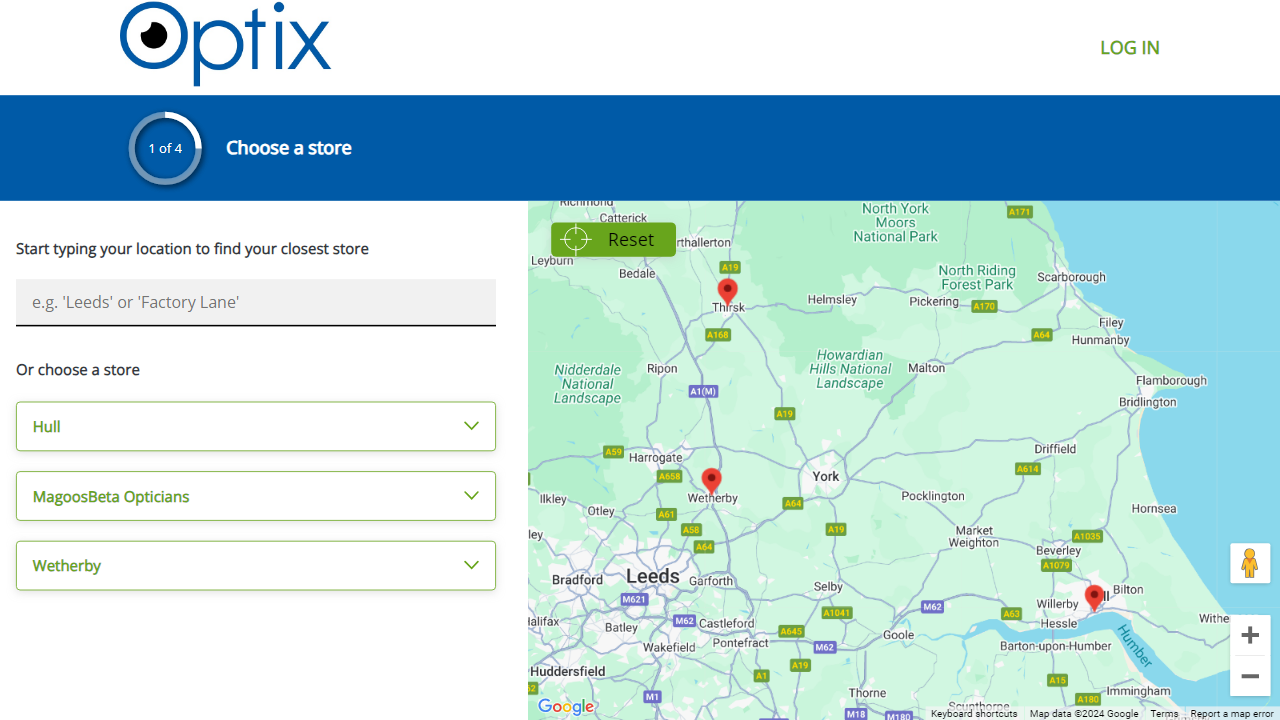 Optix
LOG IN
1 of 4
Choose a store
Start typing your location to find your closest store
e.g. 'Leeds' or 'Factory Lane'
Or choose a store
Hull
MagoosBeta Opticians
Wetherby
Reset
Richmond
Catterick
rthallerton
Leyburn
Bedale
A19
Thirsk
A168
North York
Moors
National Park
A171
North Riding
Forest Park
Scarborough
Helmsley
Pickering
A170
A64
Filey
Hunmanby
Nidderdale
National
Landscape
Ripon
A1(M)
Howardian
Hills National
Landscape
Malton
Flamborough
Bridlington
A19
A59
Harrogate
A658
Wetherby
York
Driffield
A614
Ilkley
Otley
A61
A64
Pocklington
Hornsea
ley
A58
A64
A19
Market
Weighton
A1035
Beverley
A1079
Bradford
Leeds
Garforth
Selby
M621
A1041
M62
A63
Willerby
ll
Bilton
Hessle
Withe
alifax
Batley
M62
Castleford
A645
Goole
Wakefield
Pontefract
M62
Barton-upon-Humber
Humber
Huddersfield
A19
A1
A15
Immingham
A180
M1
Thorne
M18
M180
Scunthorpe
Google
Keyboard shortcuts
Map data ©2024 Google
Terms
Report a map error